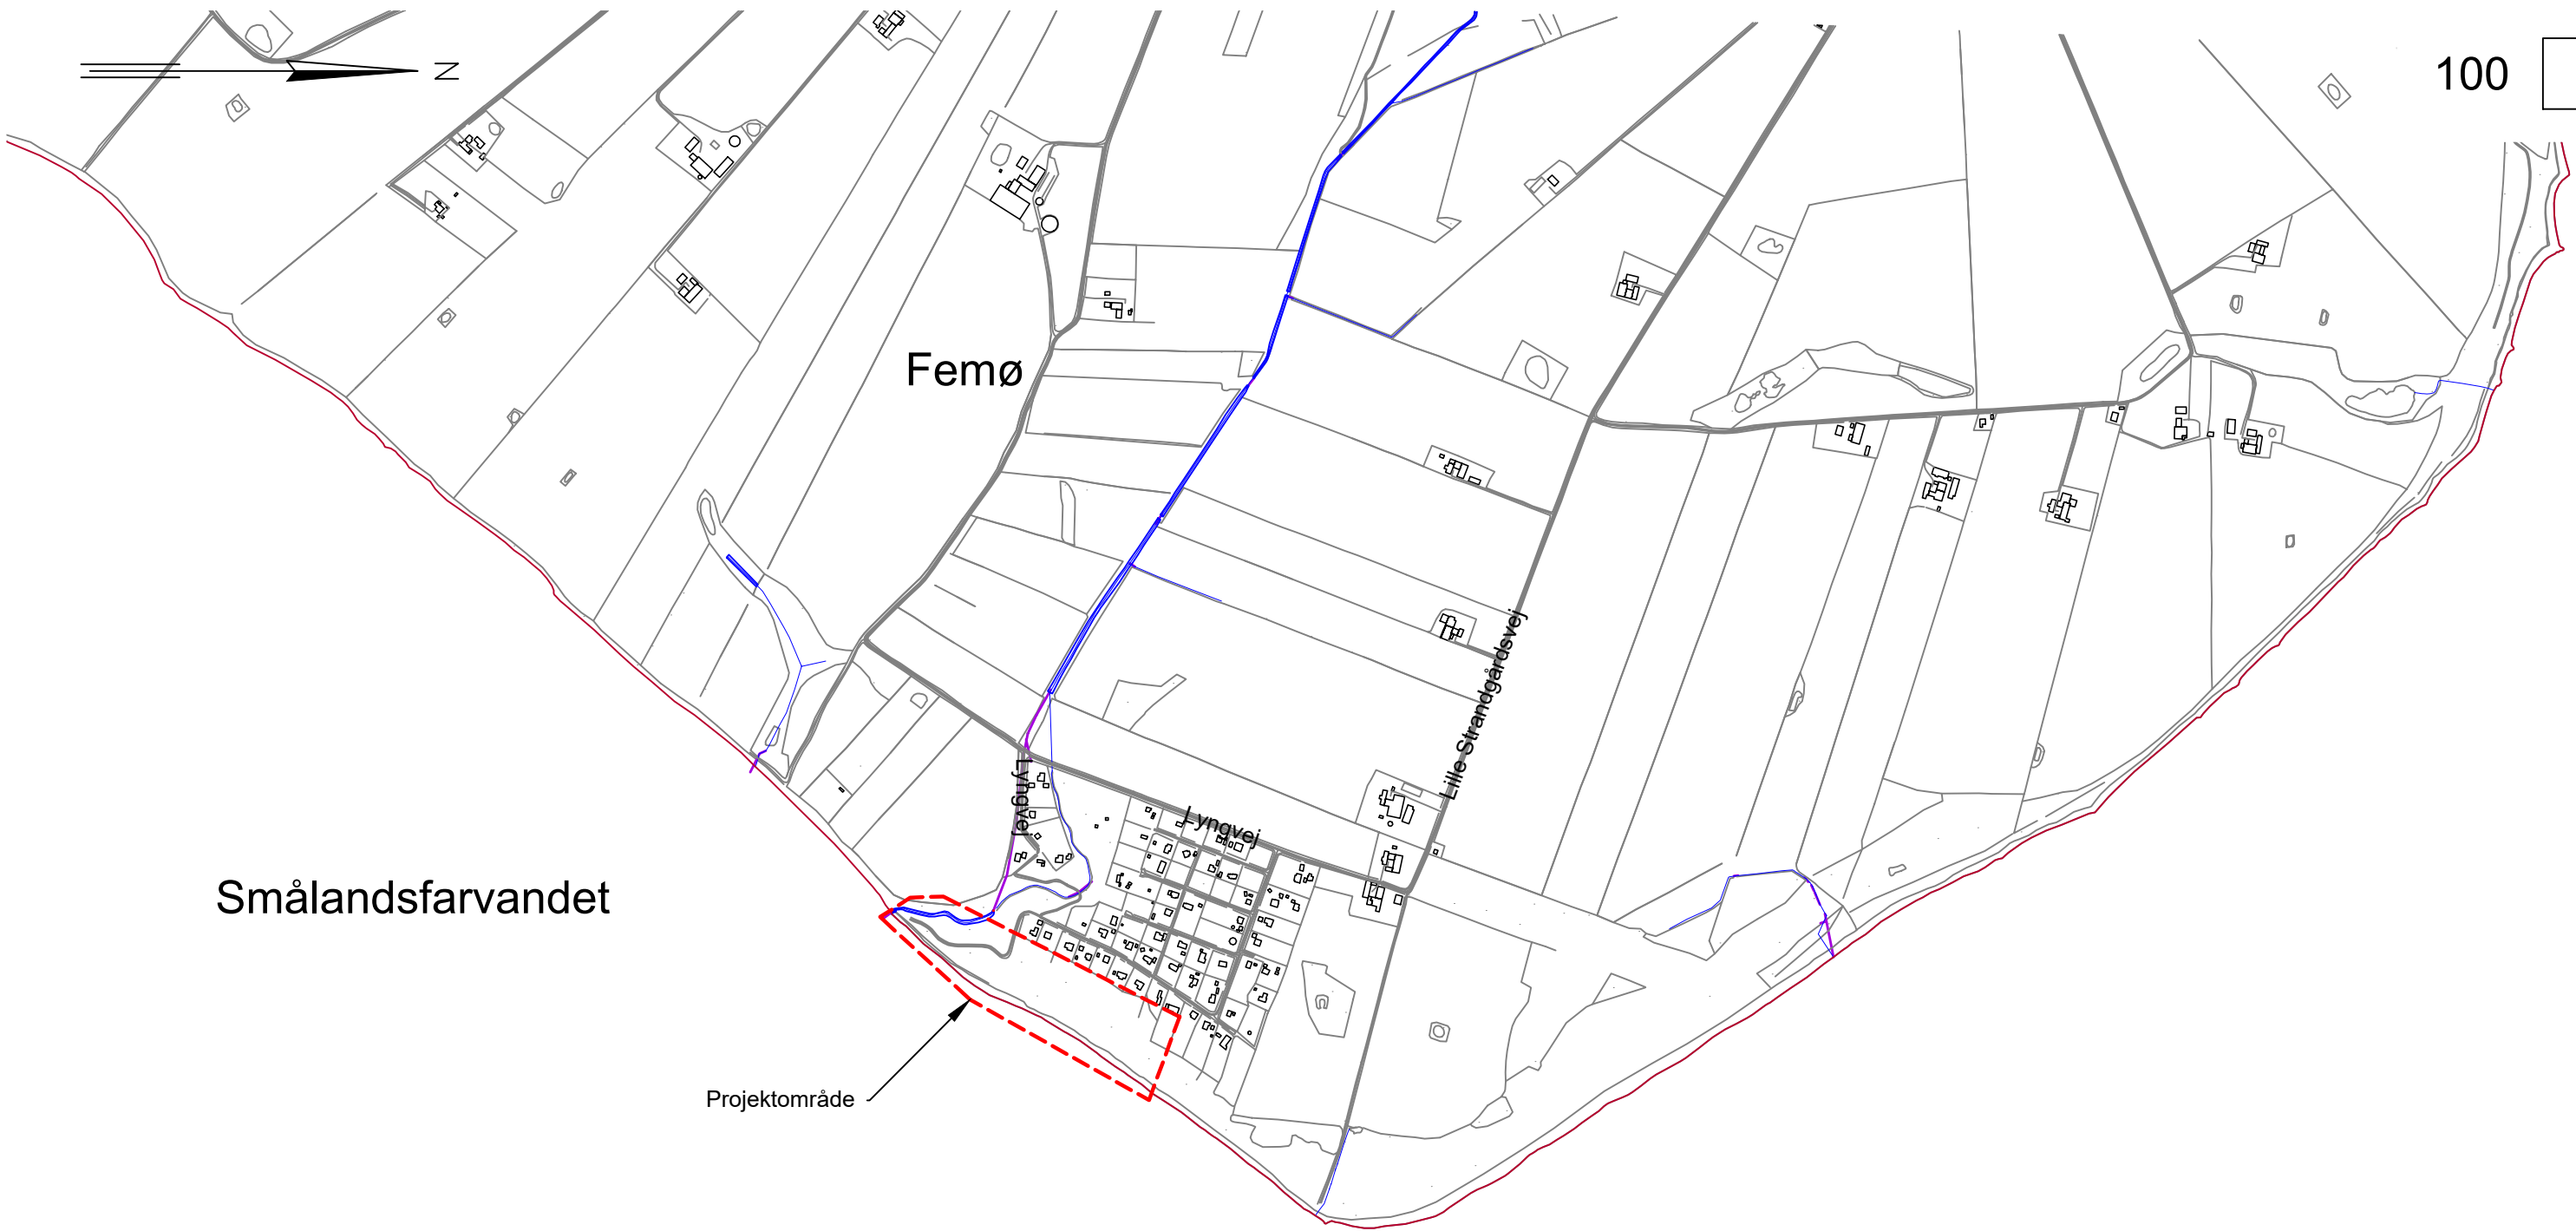 N
100
Femø
Lille Strandgårdsvej
Lyngvej
Lyngvej
Smålandsfarvandet
Projektområde